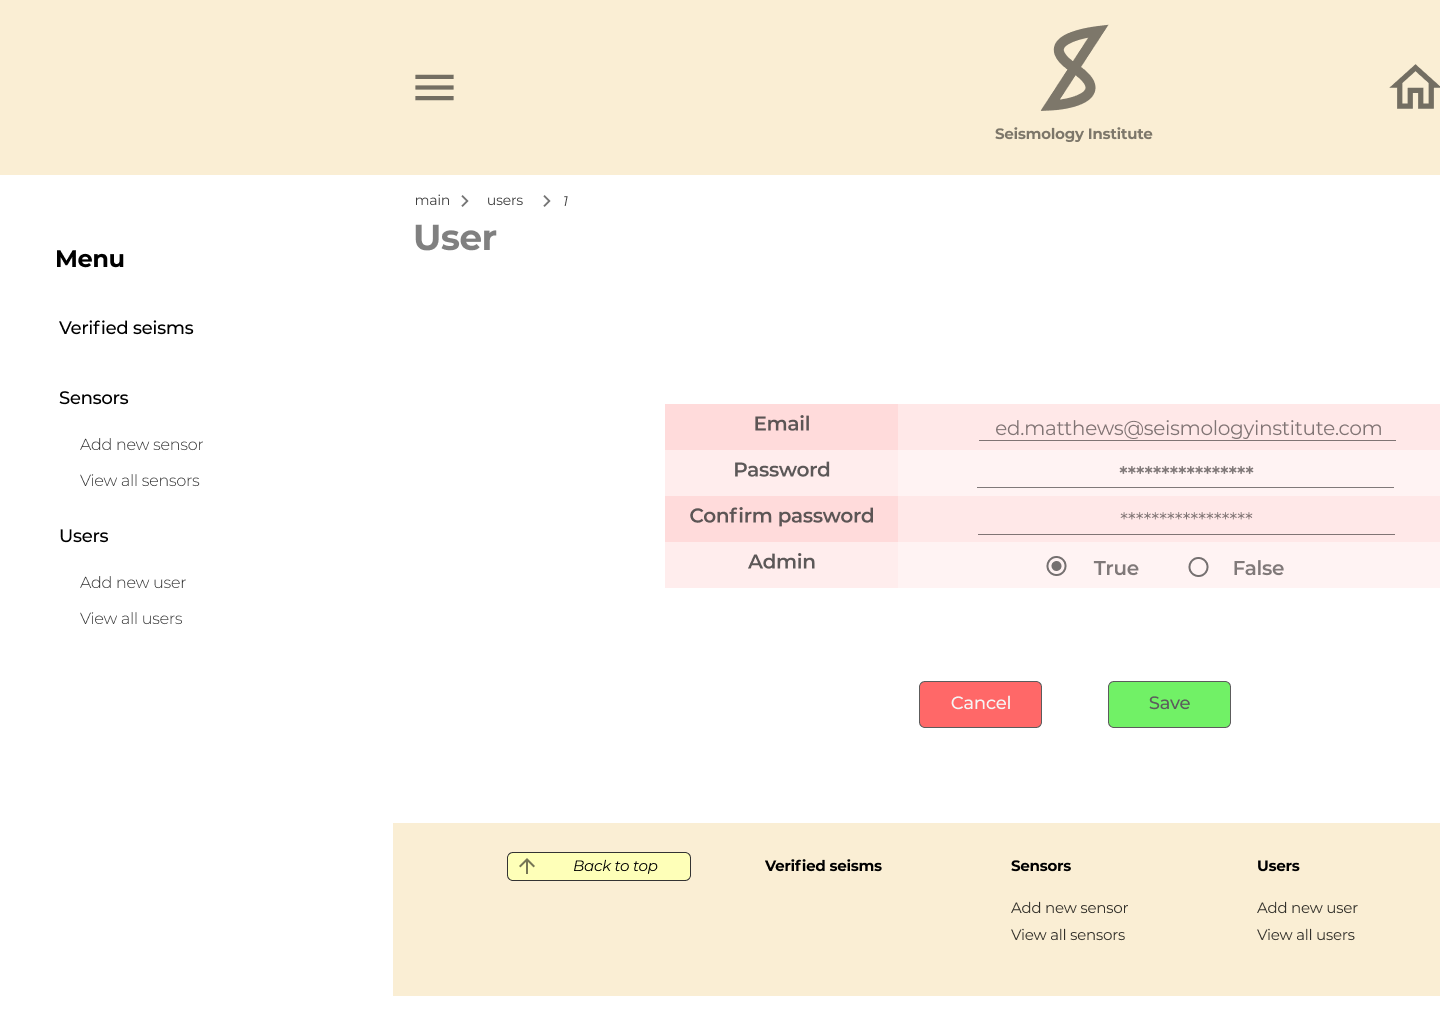 Seismology Institute
main users 1
User
Menu
Verified seisms
Sensors
Add new sensor
View all sensors
Users
Add new user
View all users
Email ed.matthews@seismologyinstitute.com
Password ****************
Confirm password *****************
Admin True False
Cancel Save
Back to top Verified seisms Sensors Users
Add new sensor Add new user
View all sensors View all users